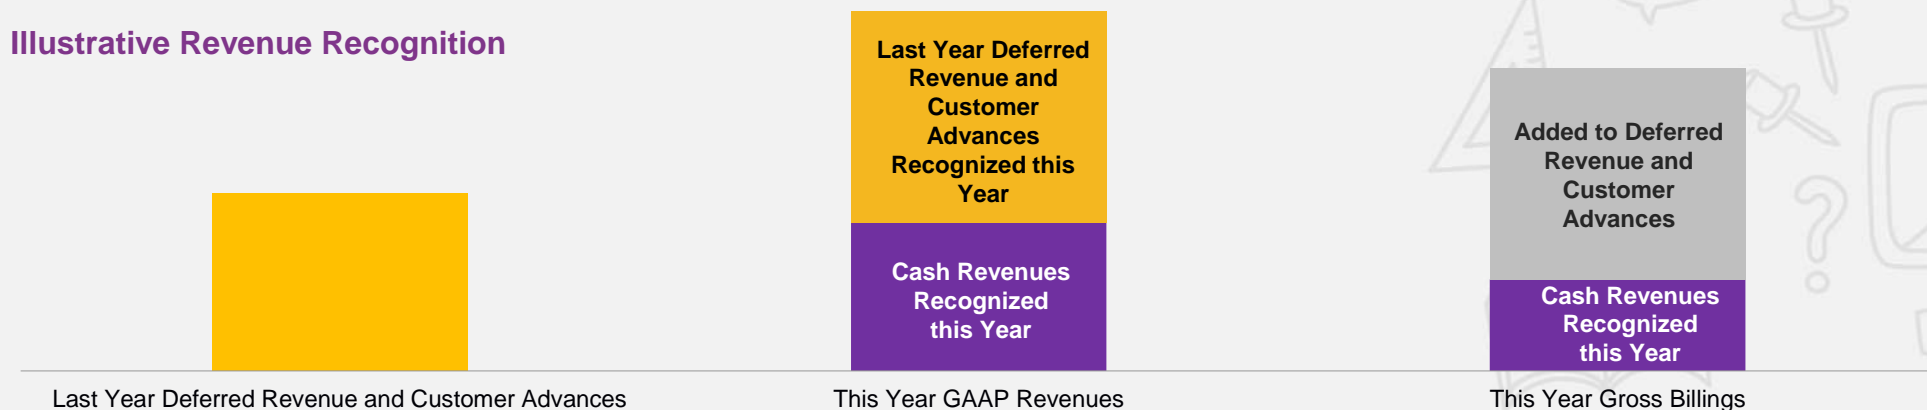 Illustrative Revenue Recognition
Last Year Deferred
Revenue and
Customer
Advances
Recognized this
Year
Cash Revenues
Recognized
this Year
Added to Deferred
Revenue and
Customer
Advances
Cash Revenues
Recognized
this Year
Last Year Deferred Revenue and Customer Advances
This Year GAAP Revenues
This Year Gross Billings